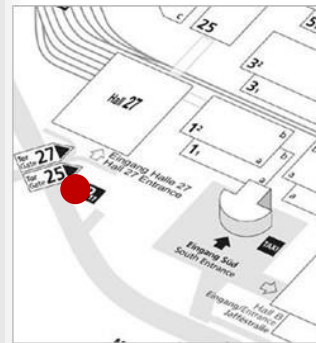 c
25
3²
3₁
Hall 27
1²
b
b
1₁
a
a
Tor
Gate 27
Tor
Gate 25
Eingang Halle 27
Hall 27 Entrance
TAXI
Eingang Süd
South Entrance
Hall B
Eingang/Entrance
Jafféstraße